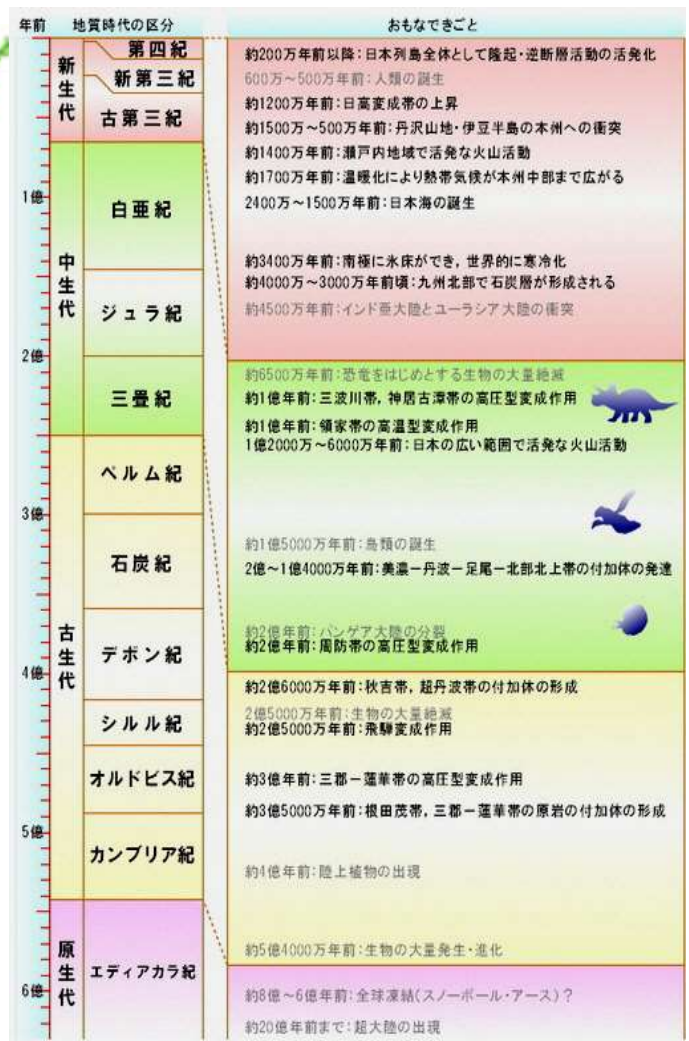 年前 地質時代の区分 おもなできごと
新生代
第四紀
新第三紀
古第三紀
中生代
白亜紀
ジュラ紀
三畳紀
古生代
ペルム紀
石炭紀
デボン紀
シルル紀
オルドビス紀
カンブリア紀
原生代
エディアカラ紀
1億
2億
3億
4億
5億
6億
約200万年前以降:日本列島全体として隆起・逆断層活動の活発化
600万~500万年前:人類の誕生
約1200万年前:日高変成帯の上昇
約1500万~500万年前:丹沢山地・伊豆半島の本州への衝突
約1400万年前:瀬戸内地域で活発な火山活動
約1700万年前:温暖化により熱帯気候が本州中部まで広がる
2400万~1500万年前:日本海の誕生
約3400万年前:南極に氷床ができ,世界的に寒冷化
約4000万~3000万年前頃:九州北部で石炭層が形成される
約4500万年前:インド亜大陸とユーラシア大陸の衝突
約6500万年前:恐竜をはじめとする生物の大量絶滅
約1億年前:三波川帯,神居古潭帯の高圧型変成作用
約1億年前:領家帯の高温型変成作用
1億2000万~6000万年前:日本の広い範囲で活発な火山活動
約1億5000万年前:鳥類の誕生
2億~1億4000万年前:美濃ー丹波ー足尾ー北部北上帯の付加体の発達
約2億年前:パンゲア大陸の分裂
約2億年前:周防帯の高圧型変成作用
約2億6000万年前:秋吉帯,超丹波帯の付加体の形成
2億5000万年前:生物の大量絶滅
約2億5000万年前:飛騨変成作用
約3億年前:三郡ー蓮華帯の高圧型変成作用
約3億5000万年前:根田茂帯,三郡ー蓮華帯の原岩の付加体の形成
約4億年前:陸上植物の出現
約5億4000万年前:生物の大量発生・進化
約8億~6億年前:全球凍結(スノーボール・アース)?
約20億年前まで:超大陸の出現